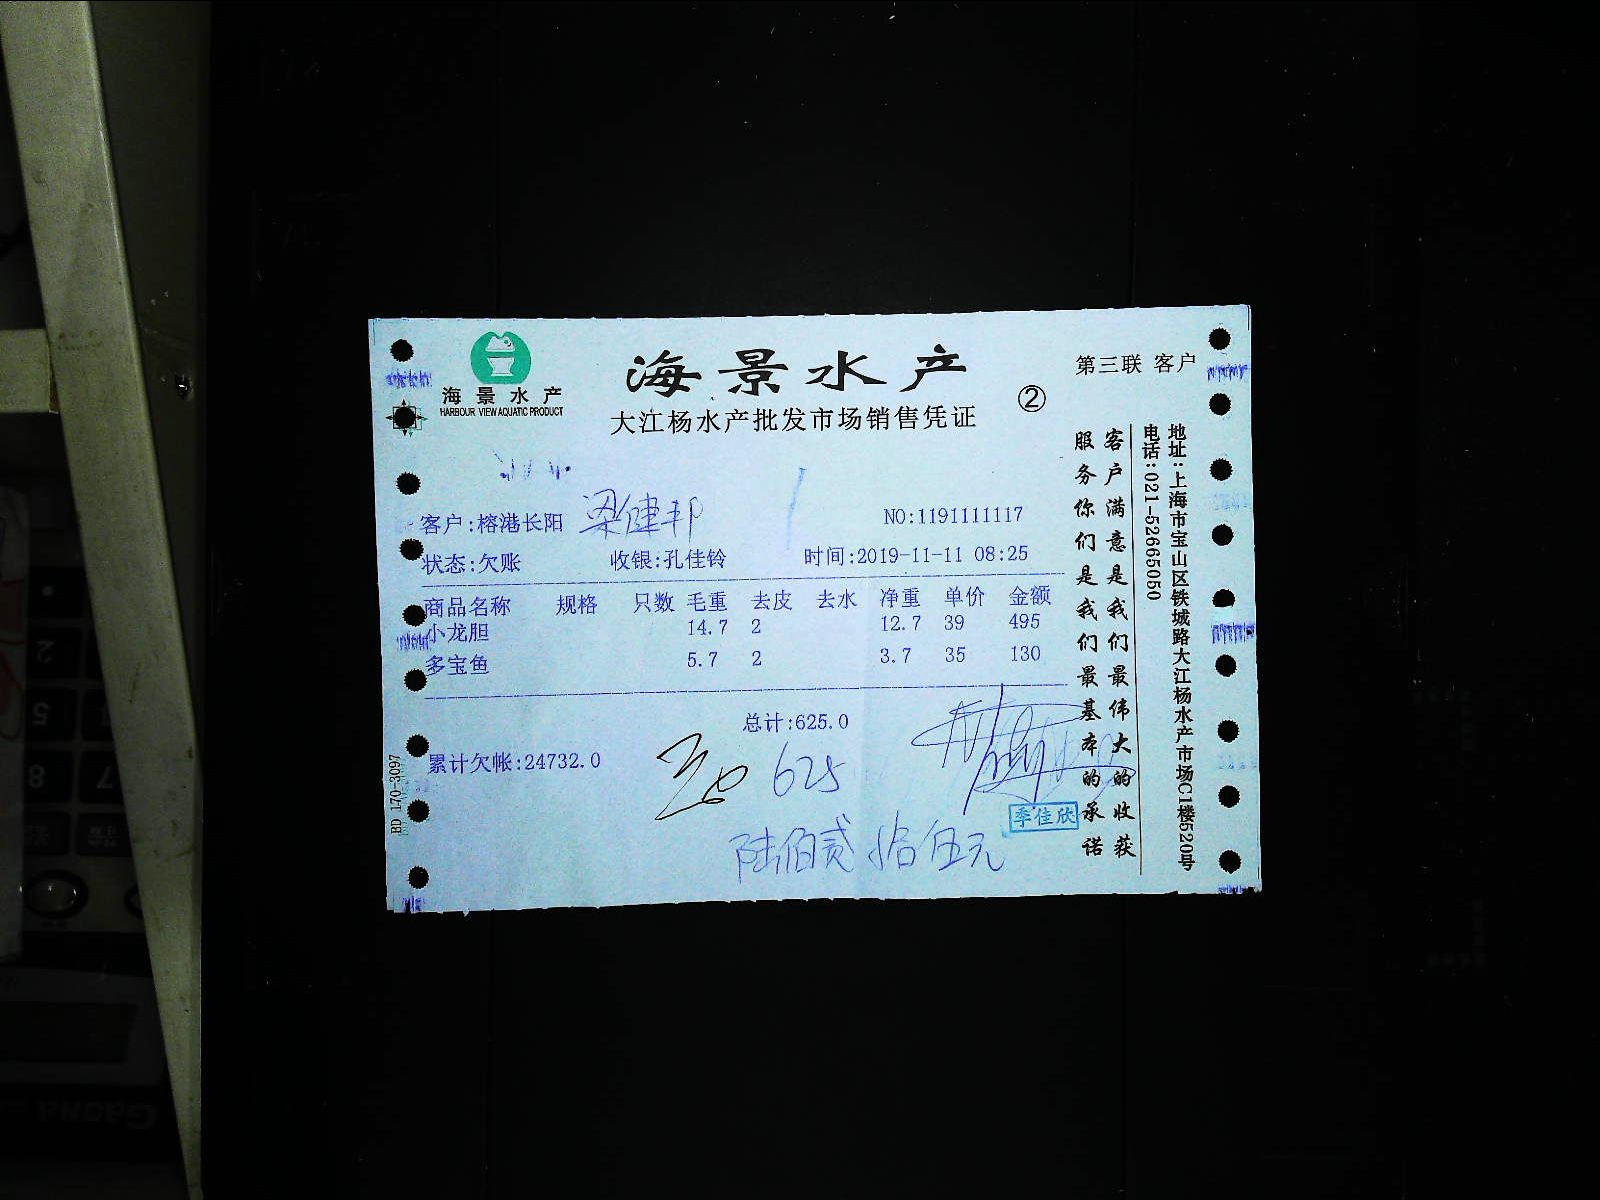 海景水产
HARBOUR VIEW AQUATIC PRODUCT
海景水产
大江杨水产批发市场销售凭证
②
第三联 客户
客户:榕港长阳 梁健邦
NO:1191111117
状态:欠账 收银:孔佳铃 时间:2019-11-11 08:25
商品名称 规格 只数 毛重 去皮 去水 净重 单价 金额
小龙胆 14.7 2 12.7 39 495
多宝鱼 5.7 2 3.7 35 130
总计:625.0
累计欠帐:24732.0
625
陆佰贰拾伍元
季佳欣
客户满意是我们最伟大的收获
服务你们是我们最基本的承诺
地址:上海市宝山区铁城路大江杨水产市场C1楼520号
电话:021-52665050
BD 170-3097